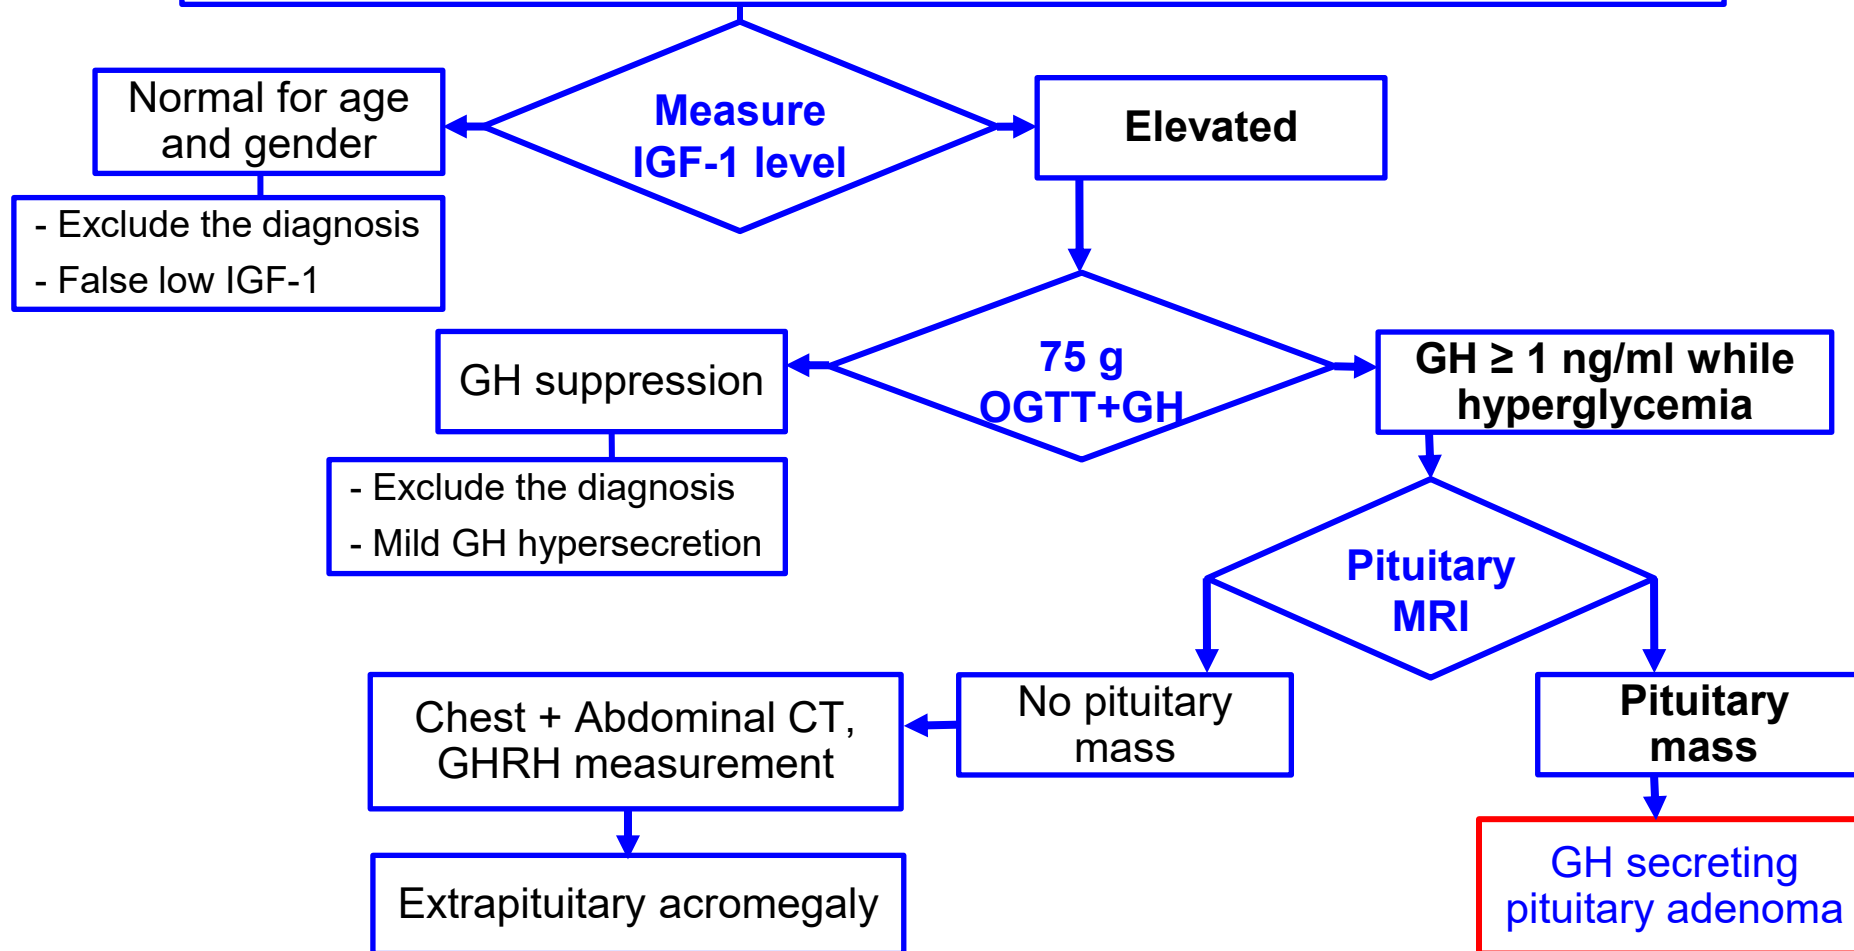 Normal for age
and gender
Measure
IGF-1 level
Elevated
- Exclude the diagnosis
- False low IGF-1
GH suppression
75 g
OGTT+GH
GH ≥ 1 ng/ml while
hyperglycemia
- Exclude the diagnosis
- Mild GH hypersecretion
Pituitary
MRI
Chest + Abdominal CT,
GHRH measurement
No pituitary
mass
Pituitary
mass
Extrapituitary acromegaly
GH secreting
pituitary adenoma